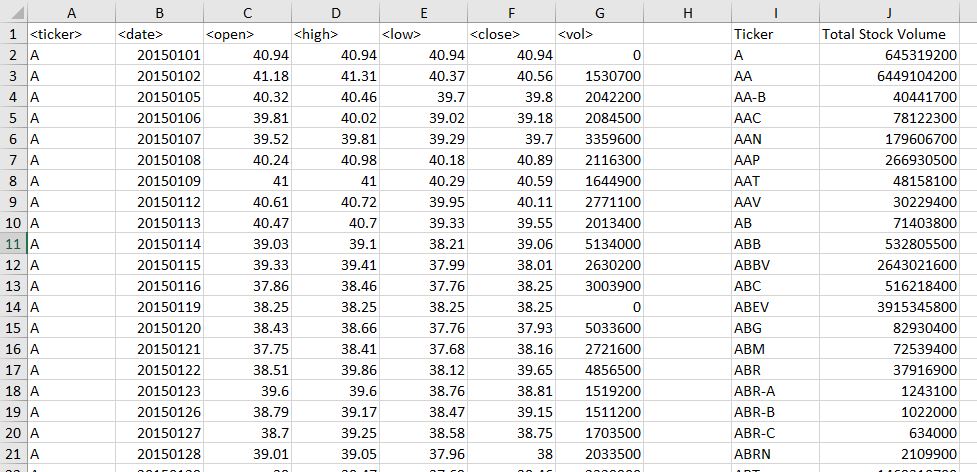 A B C D E F G H I J
1 <ticker> <date> <open> <high> <low> <close> <vol> Ticker Total Stock Volume
2 A 20150101 40.94 40.94 40.94 40.94 0 A 645319200
3 A 20150102 41.18 41.31 40.37 40.56 1530700 AA 6449104200
4 A 20150105 40.32 40.46 39.7 39.8 2042200 AA-B 40441700
5 A 20150106 39.81 40.02 39.02 39.18 2084500 AAC 78122300
6 A 20150107 39.52 39.81 39.29 39.7 3359600 AAN 179606700
7 A 20150108 40.24 40.98 40.18 40.89 2116300 AAP 266930500
8 A 20150109 41 41 40.29 40.59 1644900 AAT 48158100
9 A 20150112 40.61 40.72 39.95 40.11 2771100 AAV 30229400
10 A 20150113 40.47 40.7 39.33 39.55 2013400 AB 71403800
11 A 20150114 39.03 39.1 38.21 39.06 5134000 ABB 532805500
12 A 20150115 39.33 39.41 37.99 38.01 2630200 ABBV 2643021600
13 A 20150116 37.86 38.46 37.76 38.25 3003900 ABC 516218400
14 A 20150119 38.25 38.25 38.25 38.25 0 ABEV 3915345800
15 A 20150120 38.43 38.66 37.76 37.93 5033600 ABG 82930400
16 A 20150121 37.75 38.41 37.68 38.16 2721600 ABM 72539400
17 A 20150122 38.51 39.86 38.12 39.65 4856500 ABR 37916900
18 A 20150123 39.6 39.6 38.76 38.81 1519200 ABR-A 1243100
19 A 20150126 38.79 39.17 38.47 39.15 1511200 ABR-B 1022000
20 A 20150127 38.7 39.25 38.58 38.75 1703500 ABR-C 634000
21 A 20150128 39.01 39.05 37.96 38 2033500 ABRN 2109900